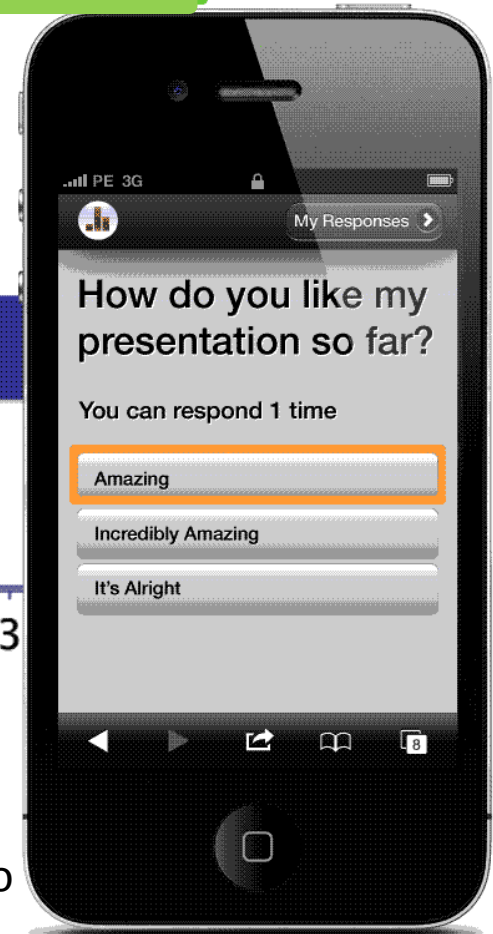 PE 3G
My Responses
How do you like my
presentation so far?
You can respond 1 time
Amazing
Incredibly Amazing
It's Alright
3
8
o